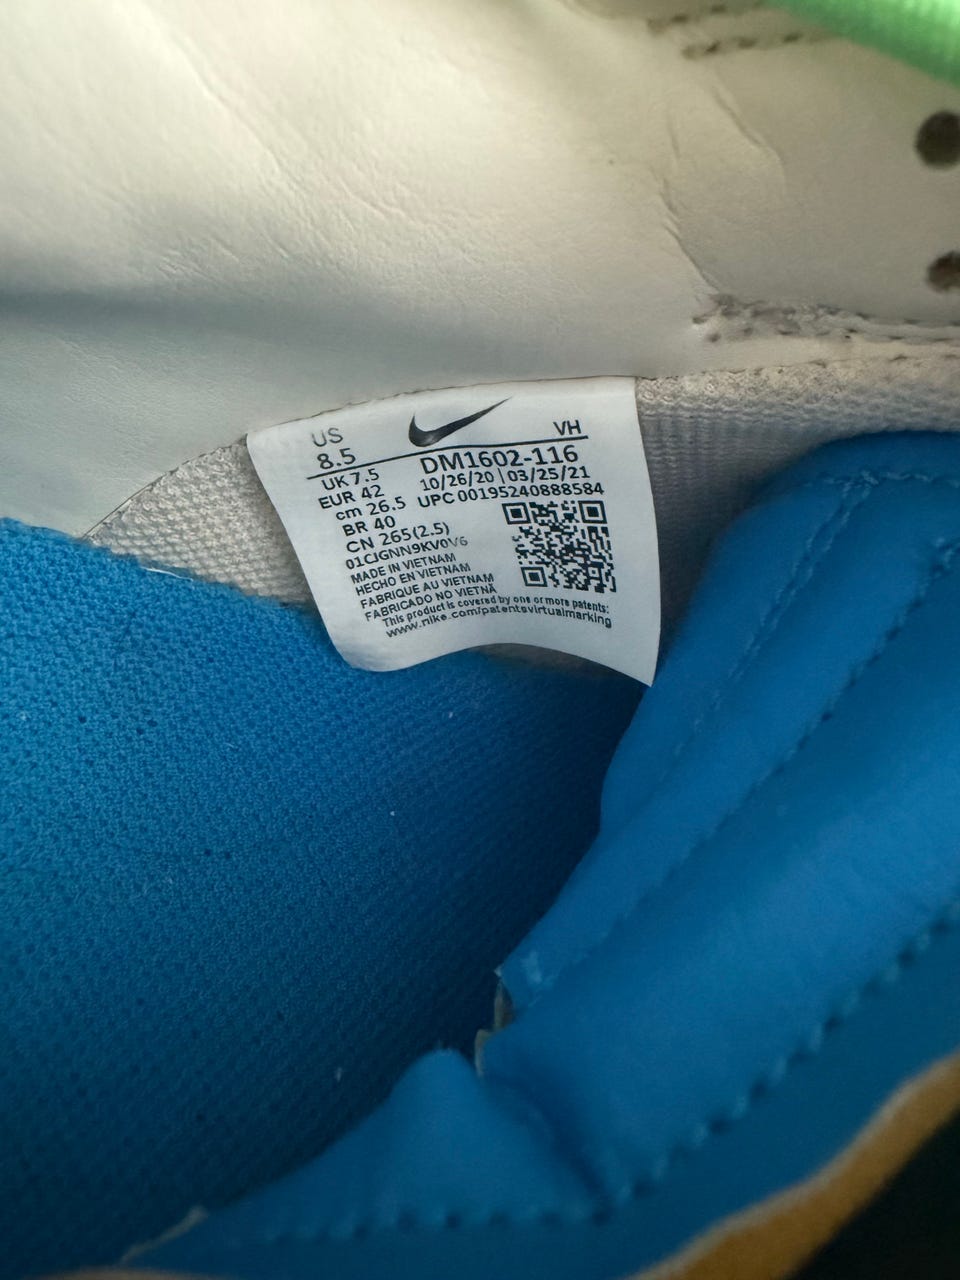 US
8.5
UK 7.5
EUR 42
cm 26.5
BR 40
CN 265(2.5)
01CJGNN9KV0V6
VH
DM1602-116
10/26/20 | 03/25/21
UPC 00195240888584
MADE IN VIETNAM
HECHO EN VIETNAM
FABRIQUE AU VIETNAM
FABRICADO NO VIETNÃ
This product is covered by one or more patents:
www.nike.com/patentsvirtualmarking